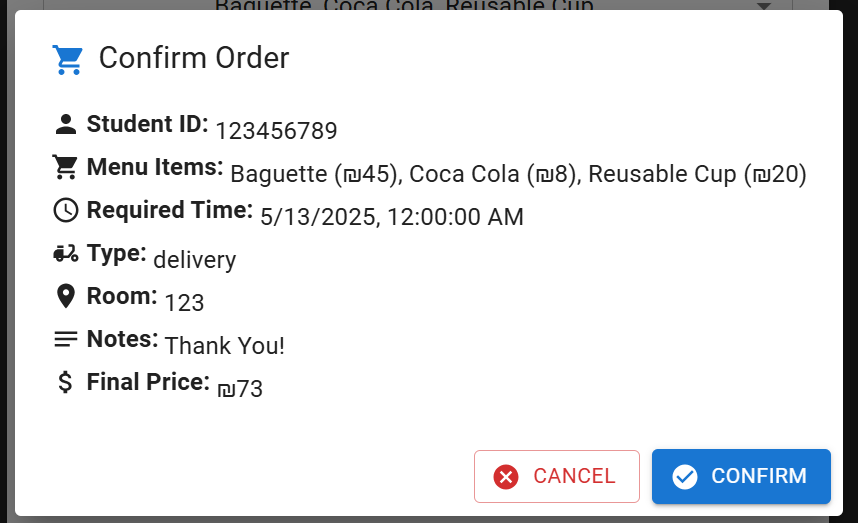 Baguette, Coca Cola, Reusable Cup
Confirm Order
Student ID: 123456789
Menu Items: Baguette (₪45), Coca Cola (₪8), Reusable Cup (₪20)
Required Time: 5/13/2025, 12:00:00 AM
Type: delivery
Room: 123
Notes: Thank You!
Final Price: ₪73
CANCEL
CONFIRM